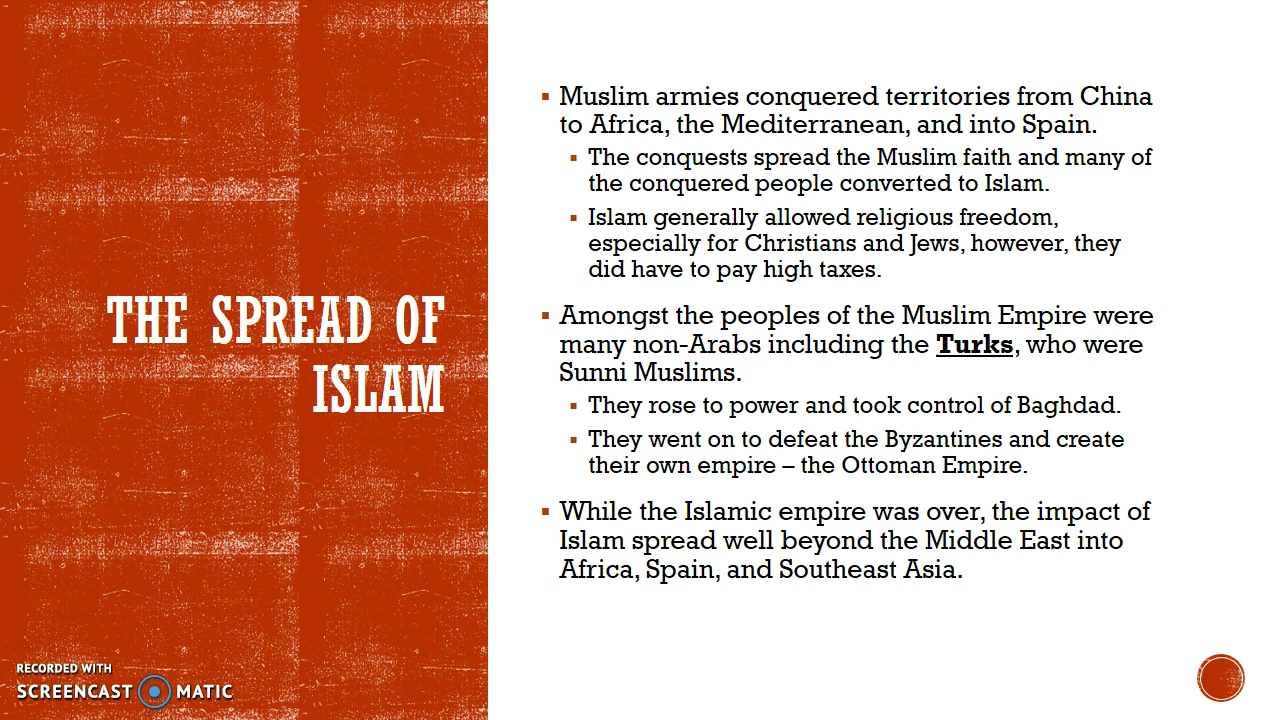 THE SPREAD OF
ISLAM
▪ Muslim armies conquered territories from China
to Africa, the Mediterranean, and into Spain.
▪ The conquests spread the Muslim faith and many of
the conquered people converted to Islam.
▪ Islam generally allowed religious freedom,
especially for Christians and Jews, however, they
did have to pay high taxes.
▪ Amongst the peoples of the Muslim Empire were
many non-Arabs including the Turks, who were
Sunni Muslims.
▪ They rose to power and took control of Baghdad.
▪ They went on to defeat the Byzantines and create
their own empire – the Ottoman Empire.
▪ While the Islamic empire was over, the impact of
Islam spread well beyond the Middle East into
Africa, Spain, and Southeast Asia.
RECORDED WITH
SCREENCAST MATIC